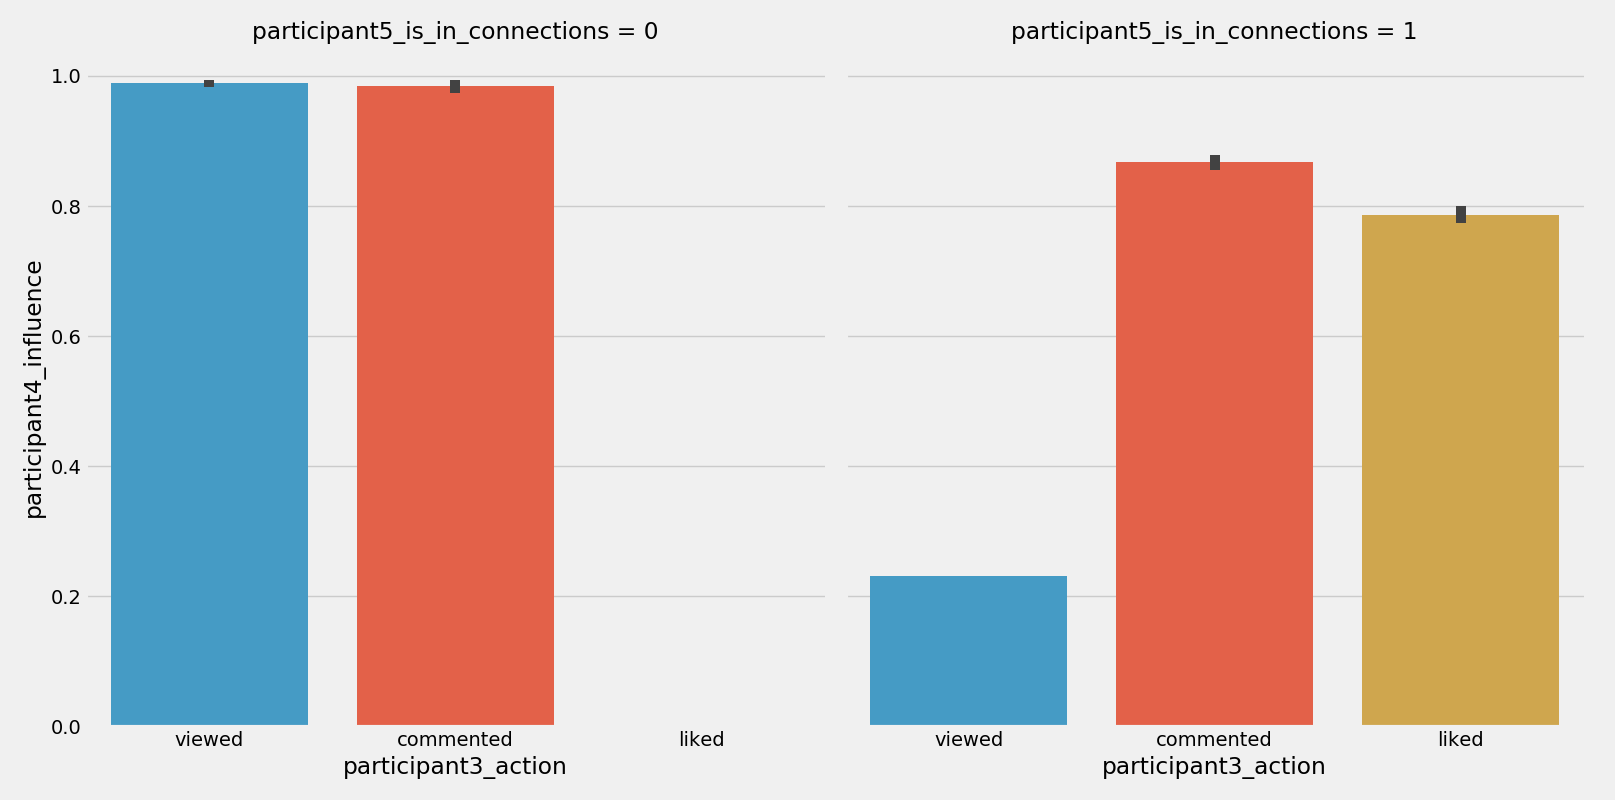 participant5_is_in_connections = 0
participant5_is_in_connections = 1
participant4_influence
1.0
0.8
0.6
0.4
0.2
0.0
viewed commented liked
viewed commented liked
participant3_action
participant3_action